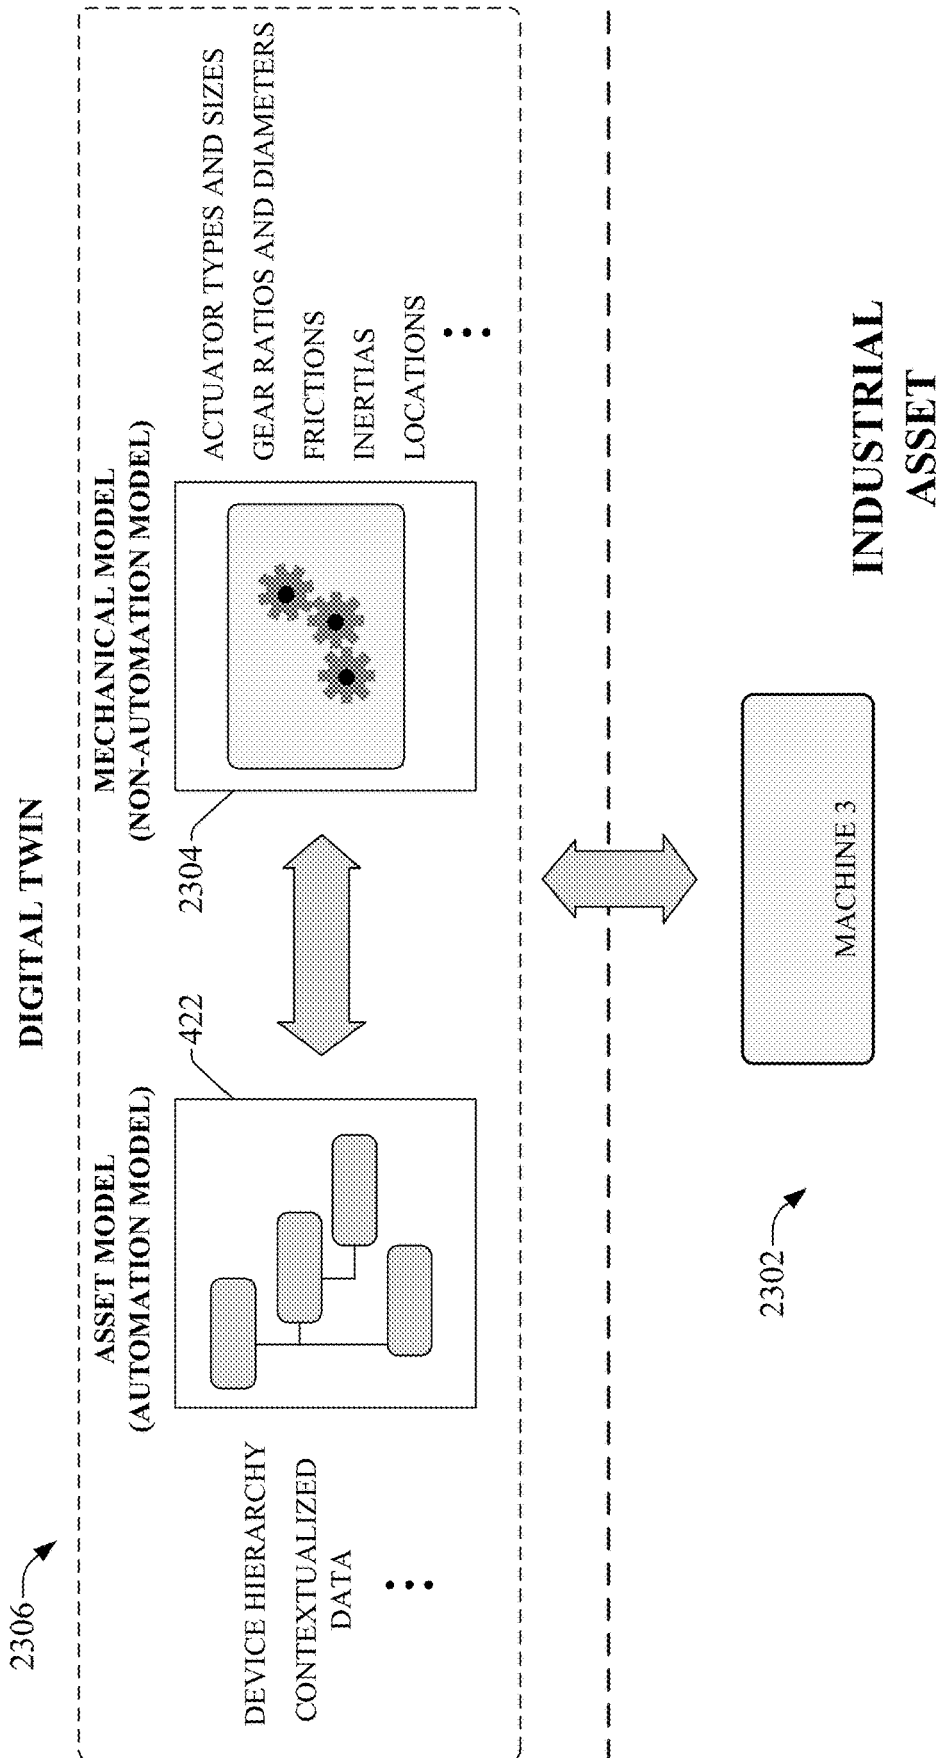 2306
DIGITAL TWIN
ASSET MODEL
(AUTOMATION MODEL)
MECHANICAL MODEL
(NON-AUTOMATION MODEL)
422
2304
DEVICE HIERARCHY
CONTEXTUALIZED
DATA
ACTUATOR TYPES AND SIZES
GEAR RATIOS AND DIAMETERS
FRICTIONS
INERTIAS
LOCATIONS
2302
MACHINE 3
INDUSTRIAL
ASSET